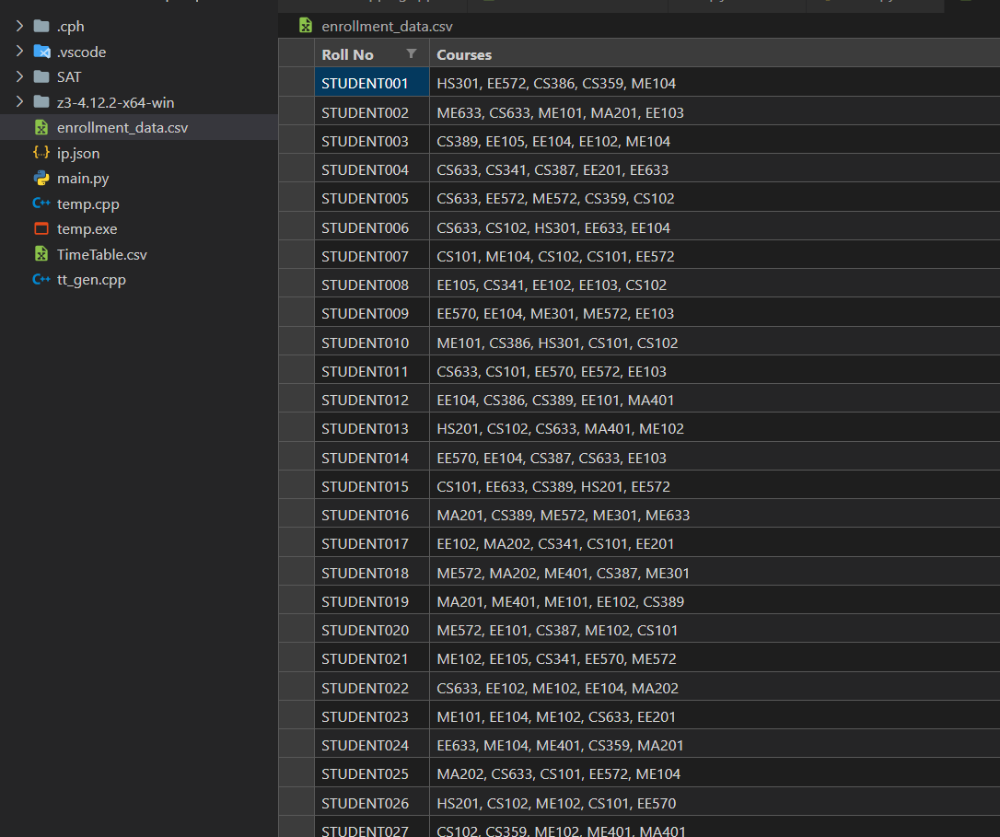 .cph
.vscode
SAT
z3-4.12.2-x64-win
enrollment_data.csv
ip.json
main.py
temp.cpp
temp.exe
TimeTable.csv
tt_gen.cpp
enrollment_data.csv
Roll No Courses
STUDENT001 HS301, EE572, CS386, CS359, ME104
STUDENT002 ME633, CS633, ME101, MA201, EE103
STUDENT003 CS389, EE105, EE104, EE102, ME104
STUDENT004 CS633, CS341, CS387, EE201, EE633
STUDENT005 CS633, EE572, ME572, CS359, CS102
STUDENT006 CS633, CS102, HS301, EE633, EE104
STUDENT007 CS101, ME104, CS102, CS101, EE572
STUDENT008 EE105, CS341, EE102, EE103, CS102
STUDENT009 EE570, EE104, ME301, ME572, EE103
STUDENT010 ME101, CS386, HS301, CS101, CS102
STUDENT011 CS633, CS101, EE570, EE572, EE103
STUDENT012 EE104, CS386, CS389, EE101, MA401
STUDENT013 HS201, CS102, CS633, MA401, ME102
STUDENT014 EE570, EE104, CS387, CS633, EE103
STUDENT015 CS101, EE633, CS389, HS201, EE572
STUDENT016 MA201, CS389, ME572, ME301, ME633
STUDENT017 EE102, MA202, CS341, CS101, EE201
STUDENT018 ME572, MA202, ME401, CS387, ME301
STUDENT019 MA201, ME401, ME101, EE102, CS389
STUDENT020 ME572, EE101, CS387, ME102, CS101
STUDENT021 ME102, EE105, CS341, EE570, ME572
STUDENT022 CS633, EE102, ME102, EE104, MA202
STUDENT023 ME101, EE104, ME102, CS633, EE201
STUDENT024 EE633, ME104, ME401, CS359, MA201
STUDENT025 MA202, CS633, CS101, EE572, ME104
STUDENT026 HS201, CS102, ME102, CS101, EE570
STUDENT027 CS102, CS359, ME102, ME401, MA401